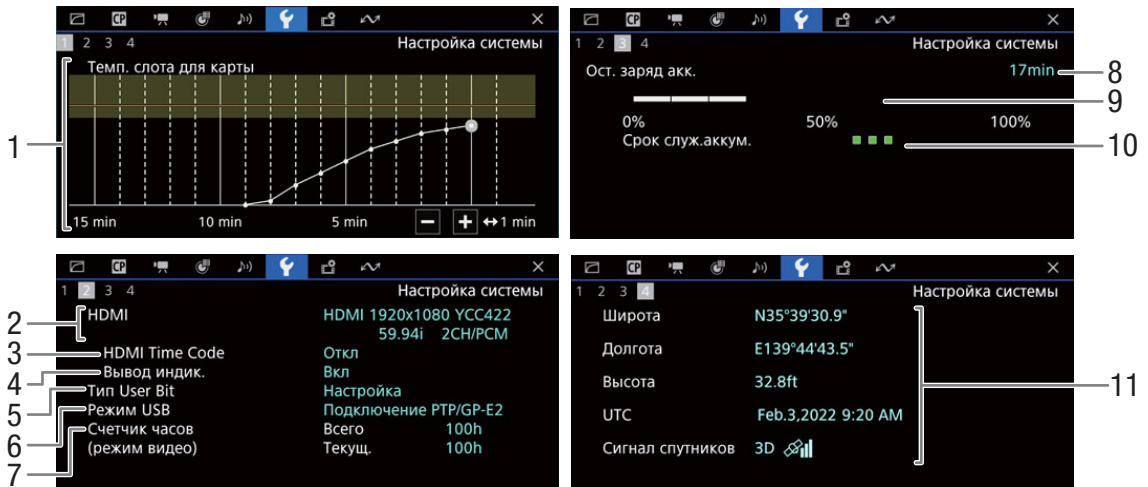 CP
1 2 3 4
Настройка системы
Темп. слота для карты
15 min 10 min 5 min − + ↔1 min
1
CP
1 2 3 4
Настройка системы
Ост. заряд акк. 17min
0% 50% 100%
Срок служ.аккум.
8
9
10
CP
1 2 3 4
Настройка системы
HDMI HDMI 1920x1080 YCC422
59.94i 2CH/PCM
HDMI Time Code Откл
Вывод индик. Вкл
Тип User Bit Настройка
Режим USB Подключение PTP/GP-E2
Счетчик часов Всего 100h
(режим видео) Текущ. 100h
2
3
4
5
6
7
CP
1 2 3 4
Настройка системы
Широта N35°39'30.9"
Долгота E139°44'43.5"
Высота 32.8ft
UTC Feb.3,2022 9:20 AM
Сигнал спутников 3D
11